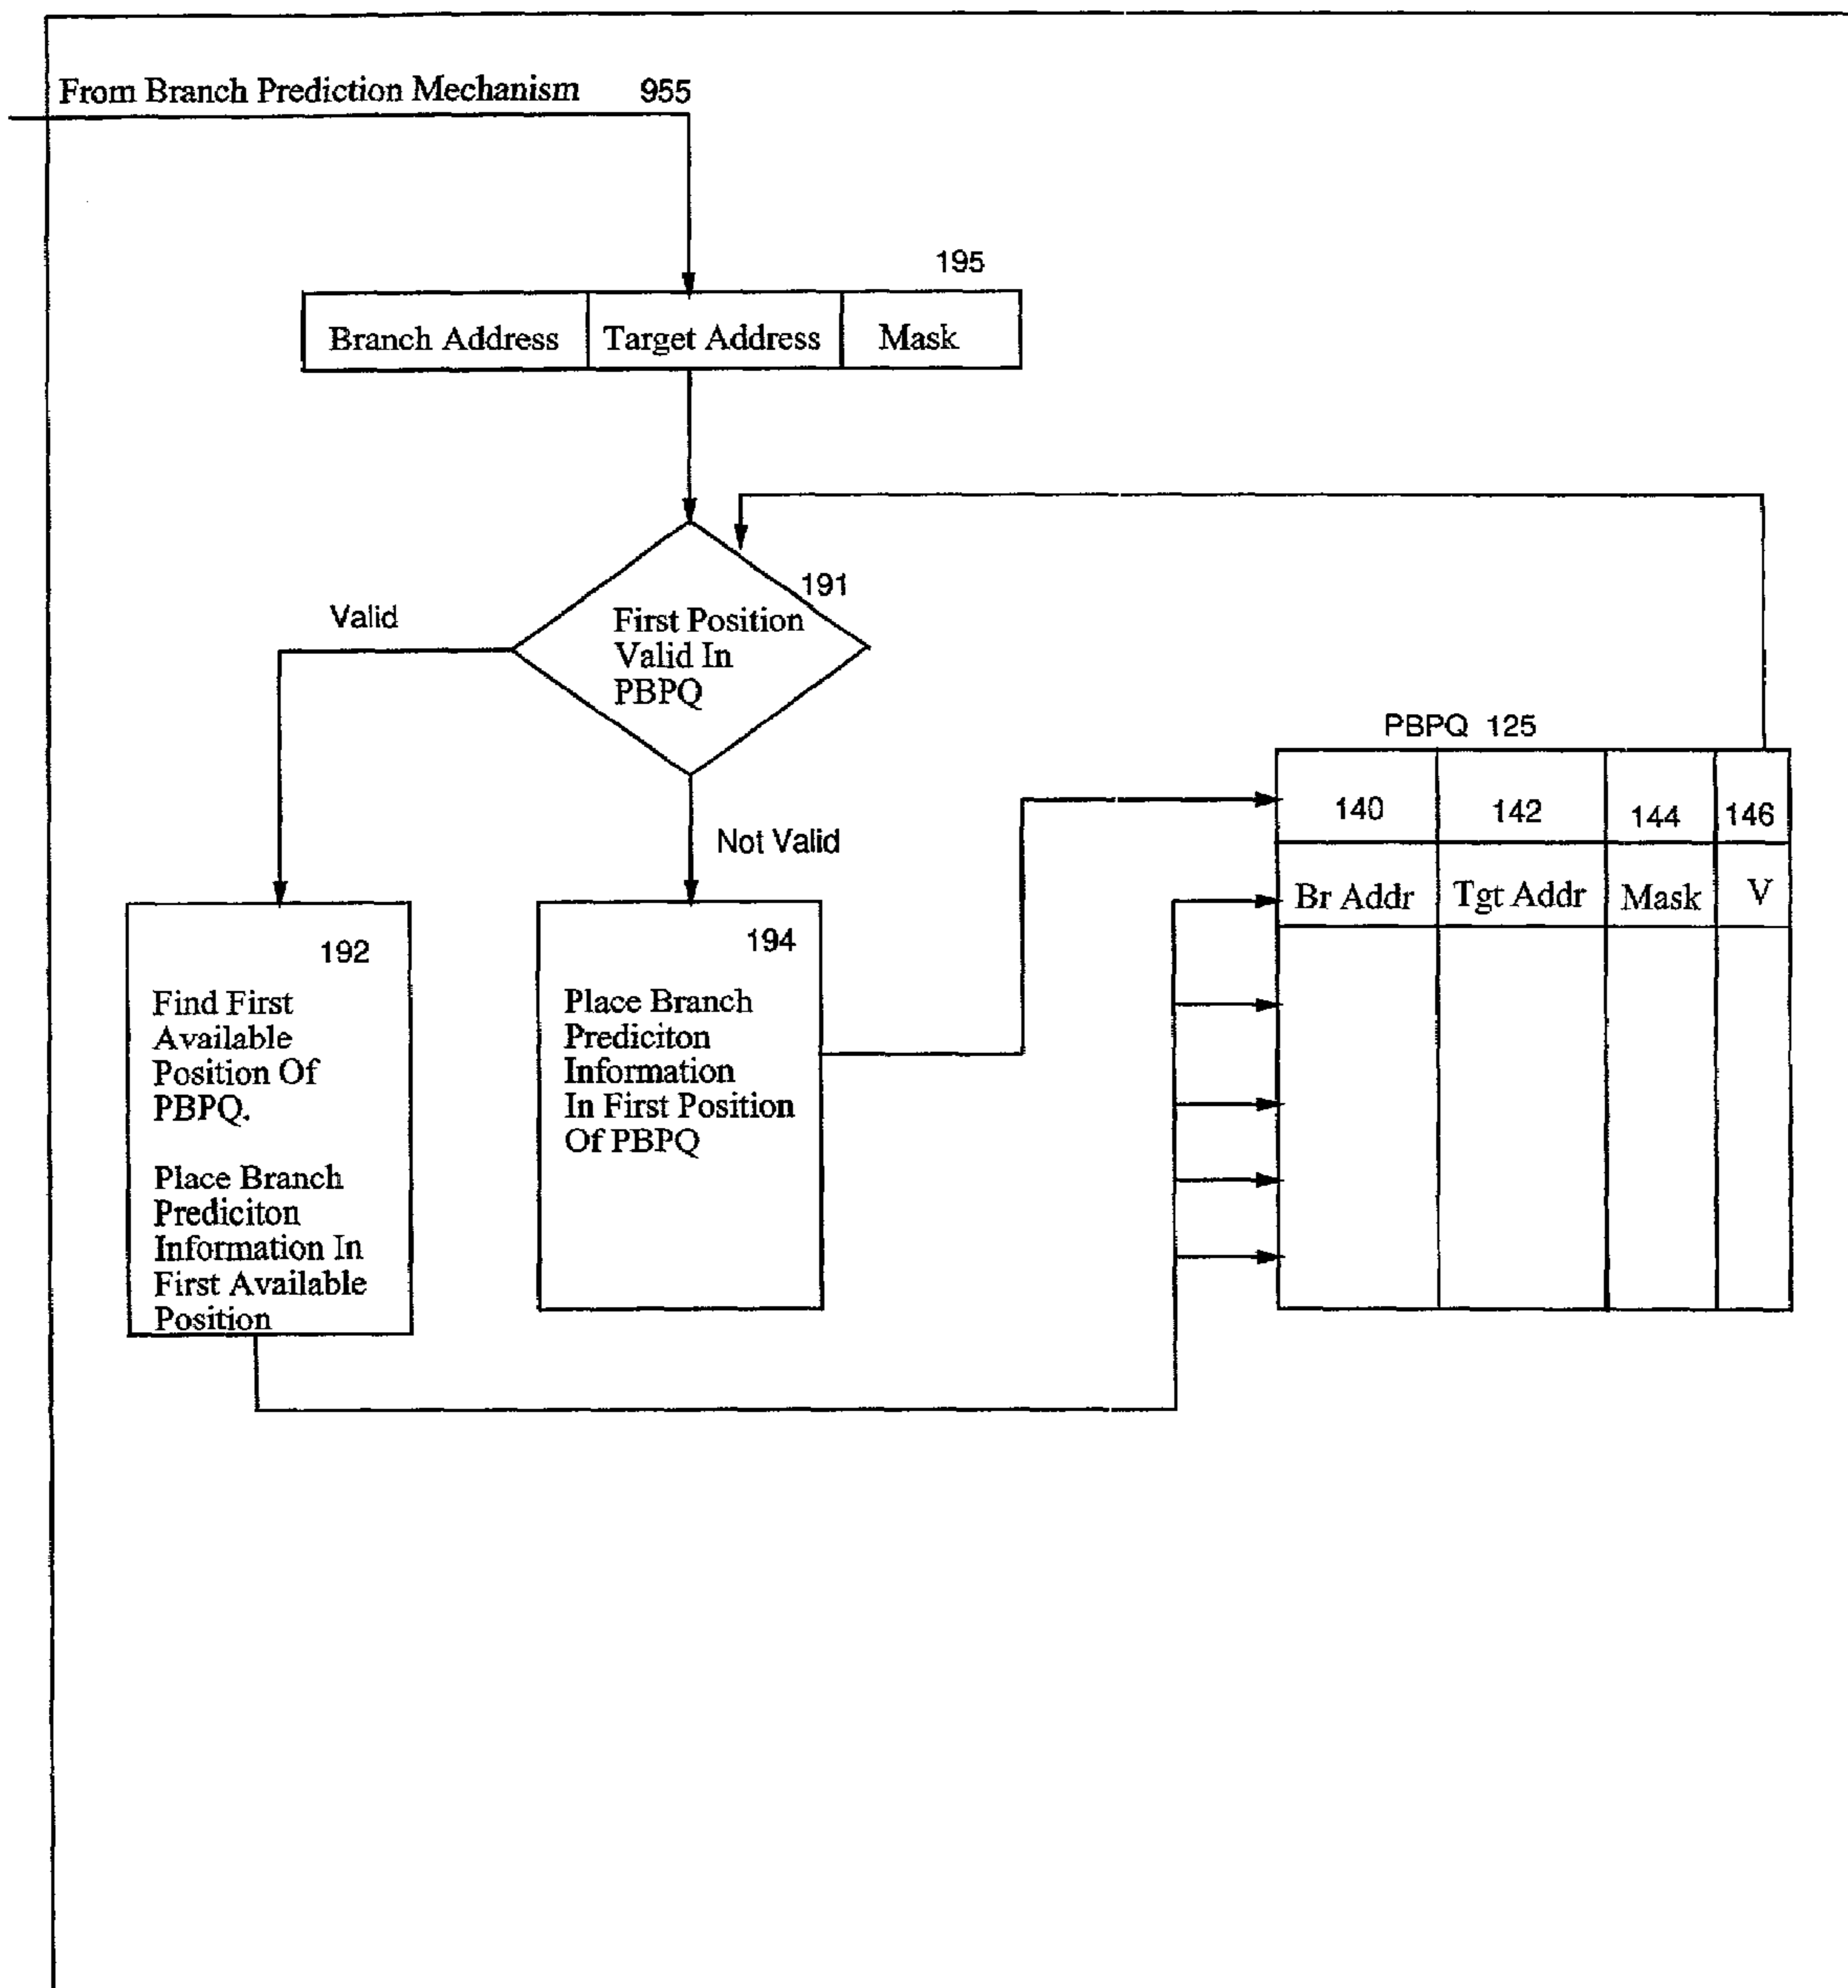 From Branch Prediction Mechanism 955
195
Branch Address Target Address Mask
191
Valid
First Position
Valid In
PBPQ
Not Valid
PBPQ 125
140 142 144 146
Br Addr Tgt Addr Mask V
192
Find First
Available
Position Of
PBPQ.
Place Branch
Prediciton
Information In
First Available
Position
194
Place Branch
Prediciton
Information
In First Position
Of PBPQ